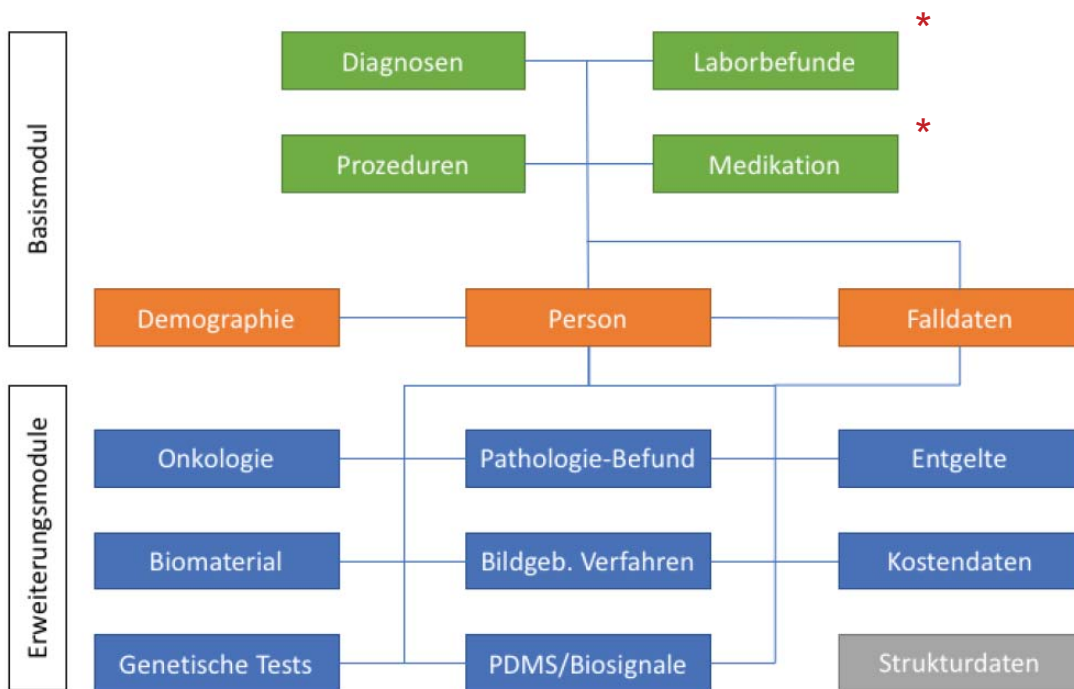 *
Diagnosen
Laborbefunde
*
Prozeduren
Medikation
Basismodul
Demographie
Person
Falldaten
Erweiterungsmodule
Onkologie
Pathologie-Befund
Entgelte
Biomaterial
Bildgeb. Verfahren
Kostendaten
Genetische Tests
PDMS/Biosignale
Strukturdaten